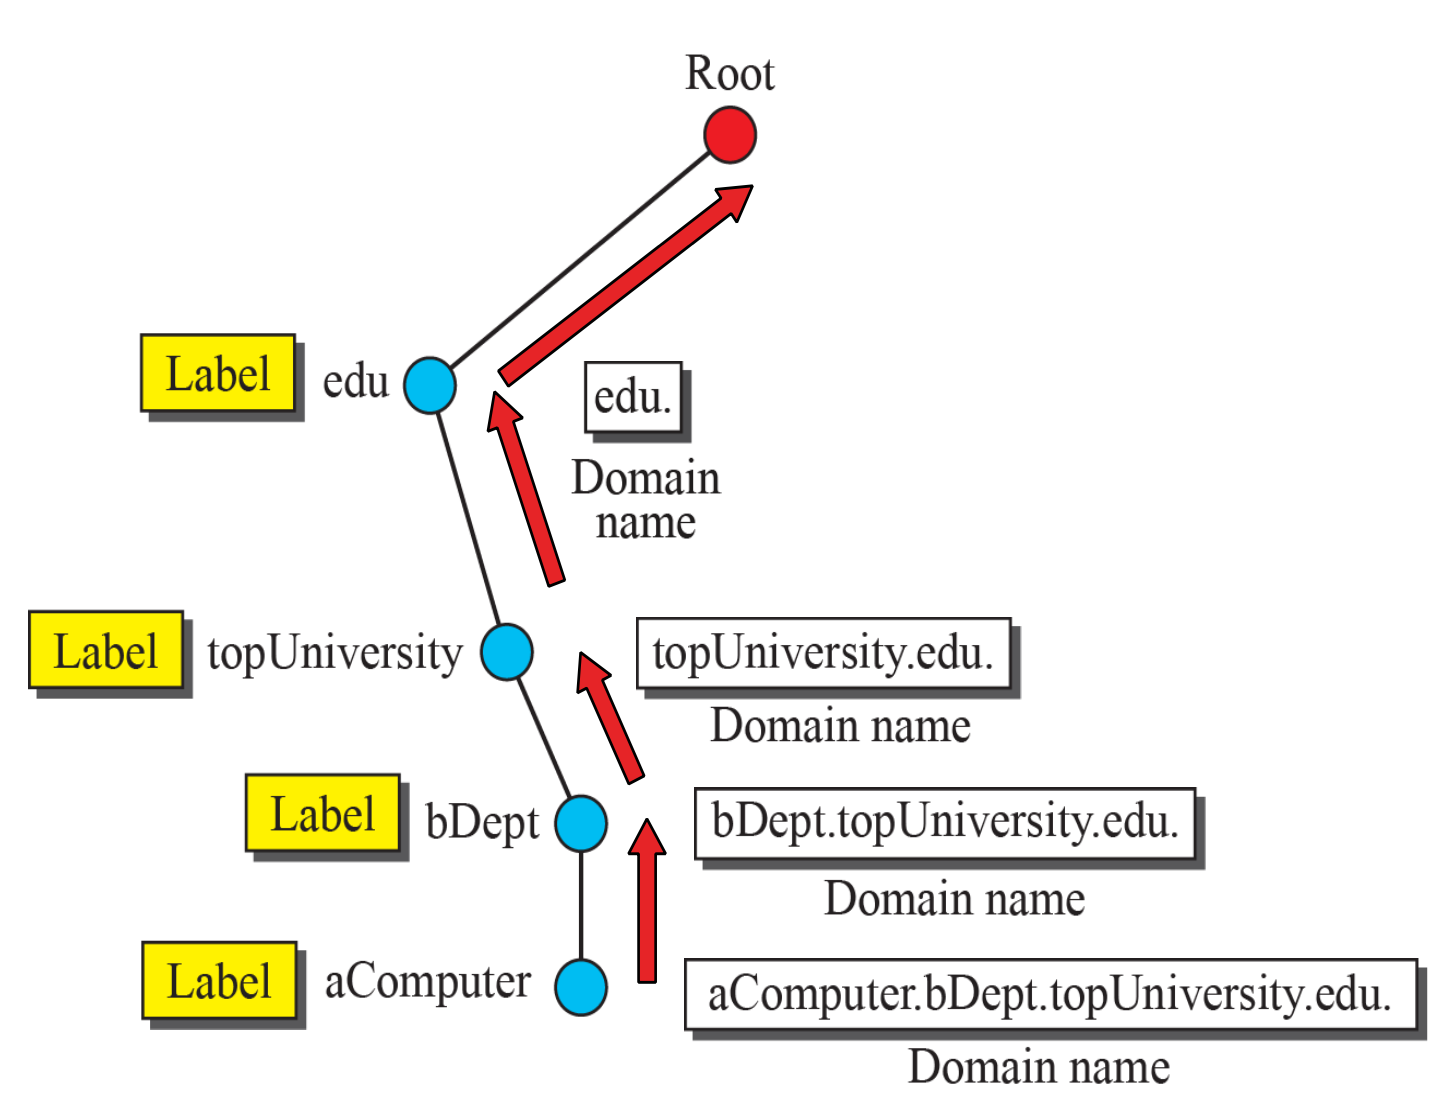 Root
Label
edu
edu.
Domain
name
Label
topUniversity
topUniversity.edu.
Domain name
Label
bDept
bDept.topUniversity.edu.
Domain name
Label
aComputer
aComputer.bDept.topUniversity.edu.
Domain name